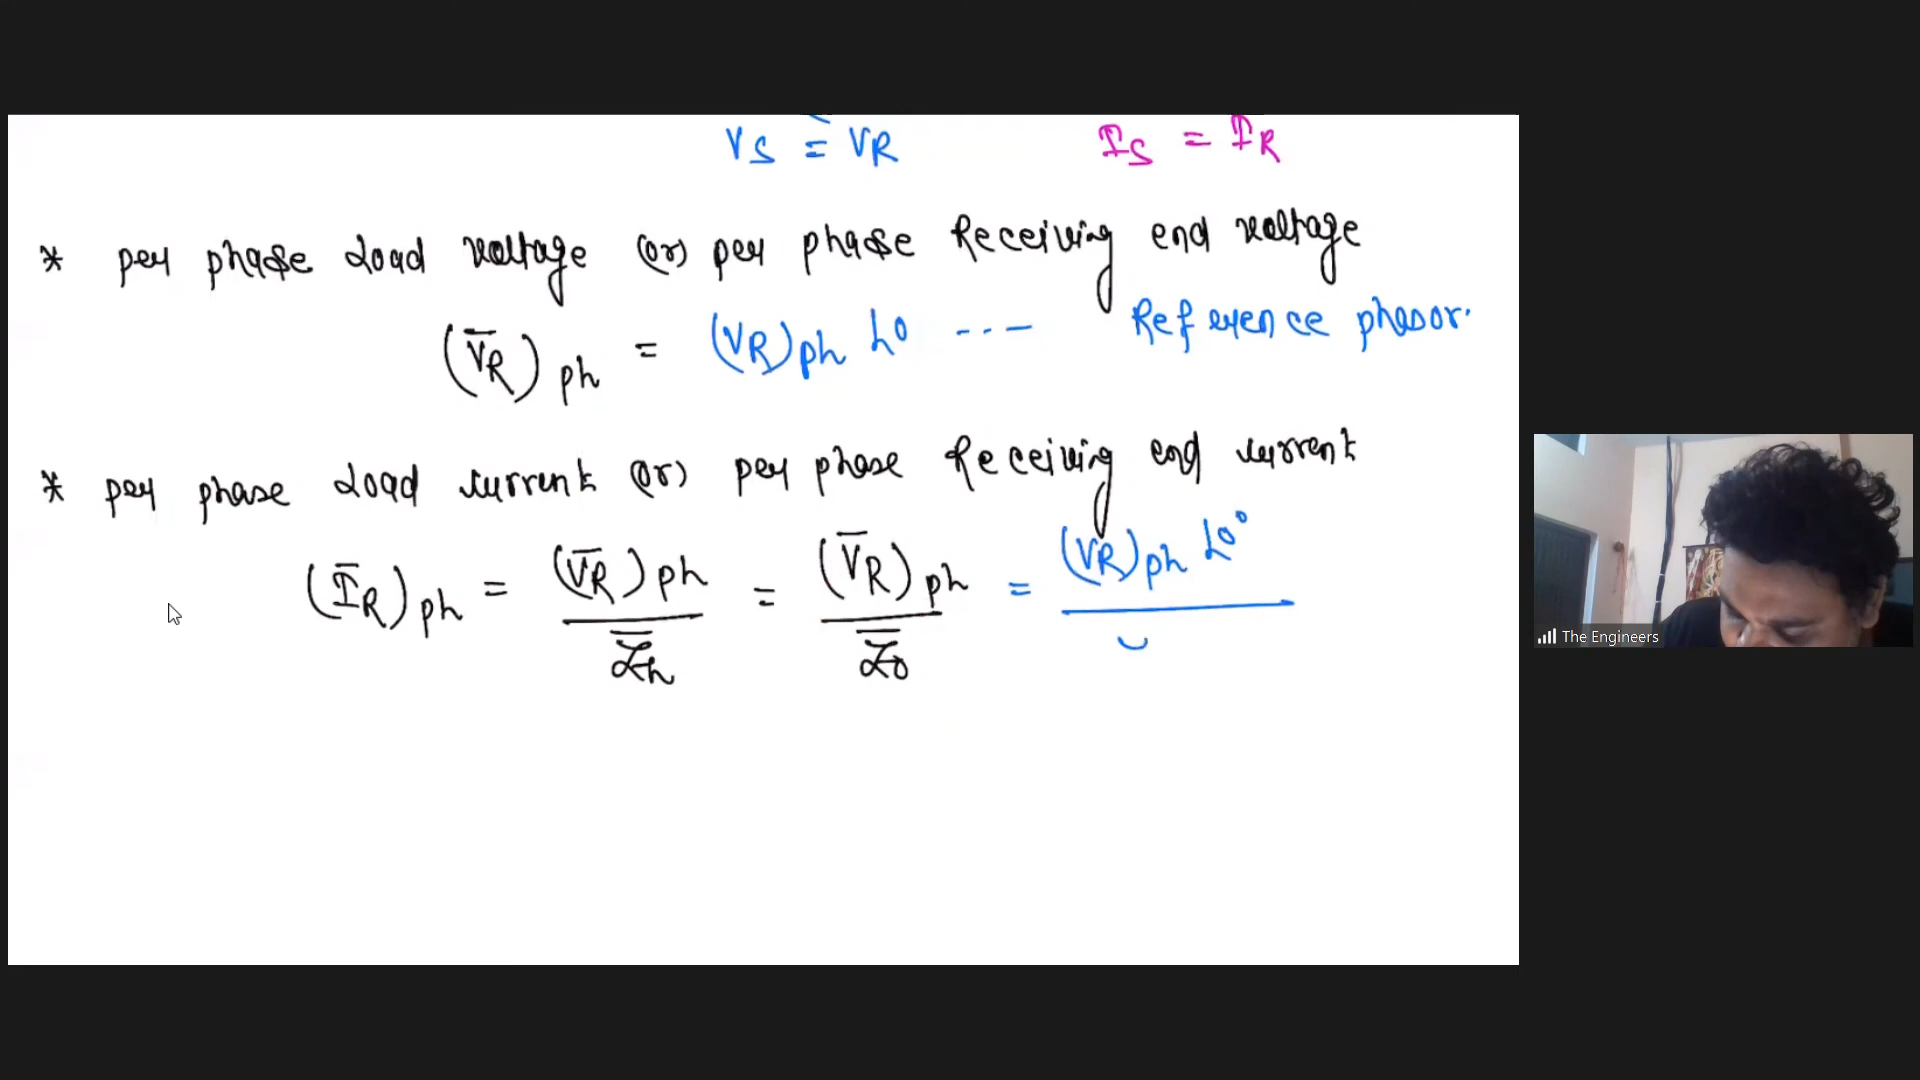 VS = VR IS = IR
* per phase Load voltage (or) per phase Receiving end voltage
(V̅R)ph = (VR)ph ∠0 ---- Reference phasor.
* per phase Load current (or) per phase Receiving end current
(I̅R)ph = (V̅R)ph / Z̅n = (V̅R)ph / Z̅0 = (VR)ph ∠0°
The Engineers